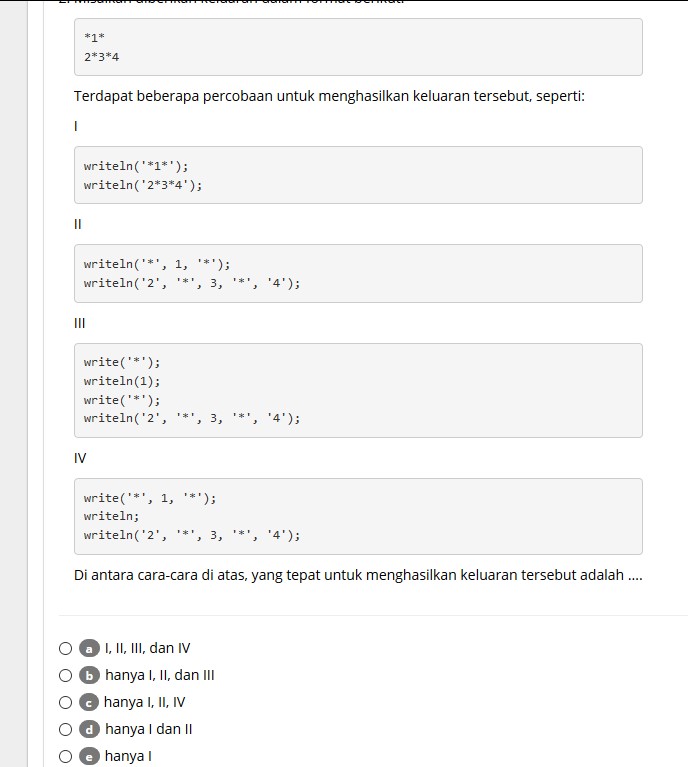 *1*
2*3*4
Terdapat beberapa percobaan untuk menghasilkan keluaran tersebut, seperti:
I
writeln('*1*');
writeln('2*3*4');
II
writeln('*', 1, '*');
writeln('2', '*', 3, '*', '4');
III
write('*');
writeln(1);
write('*');
writeln('2', '*', 3, '*', '4');
IV
write('*', 1, '*');
writeln;
writeln('2', '*', 3, '*', '4');
Di antara cara-cara di atas, yang tepat untuk menghasilkan keluaran tersebut adalah ....
a I, II, III, dan IV
b hanya I, II, dan III
c hanya I, II, IV
d hanya I dan II
e hanya I